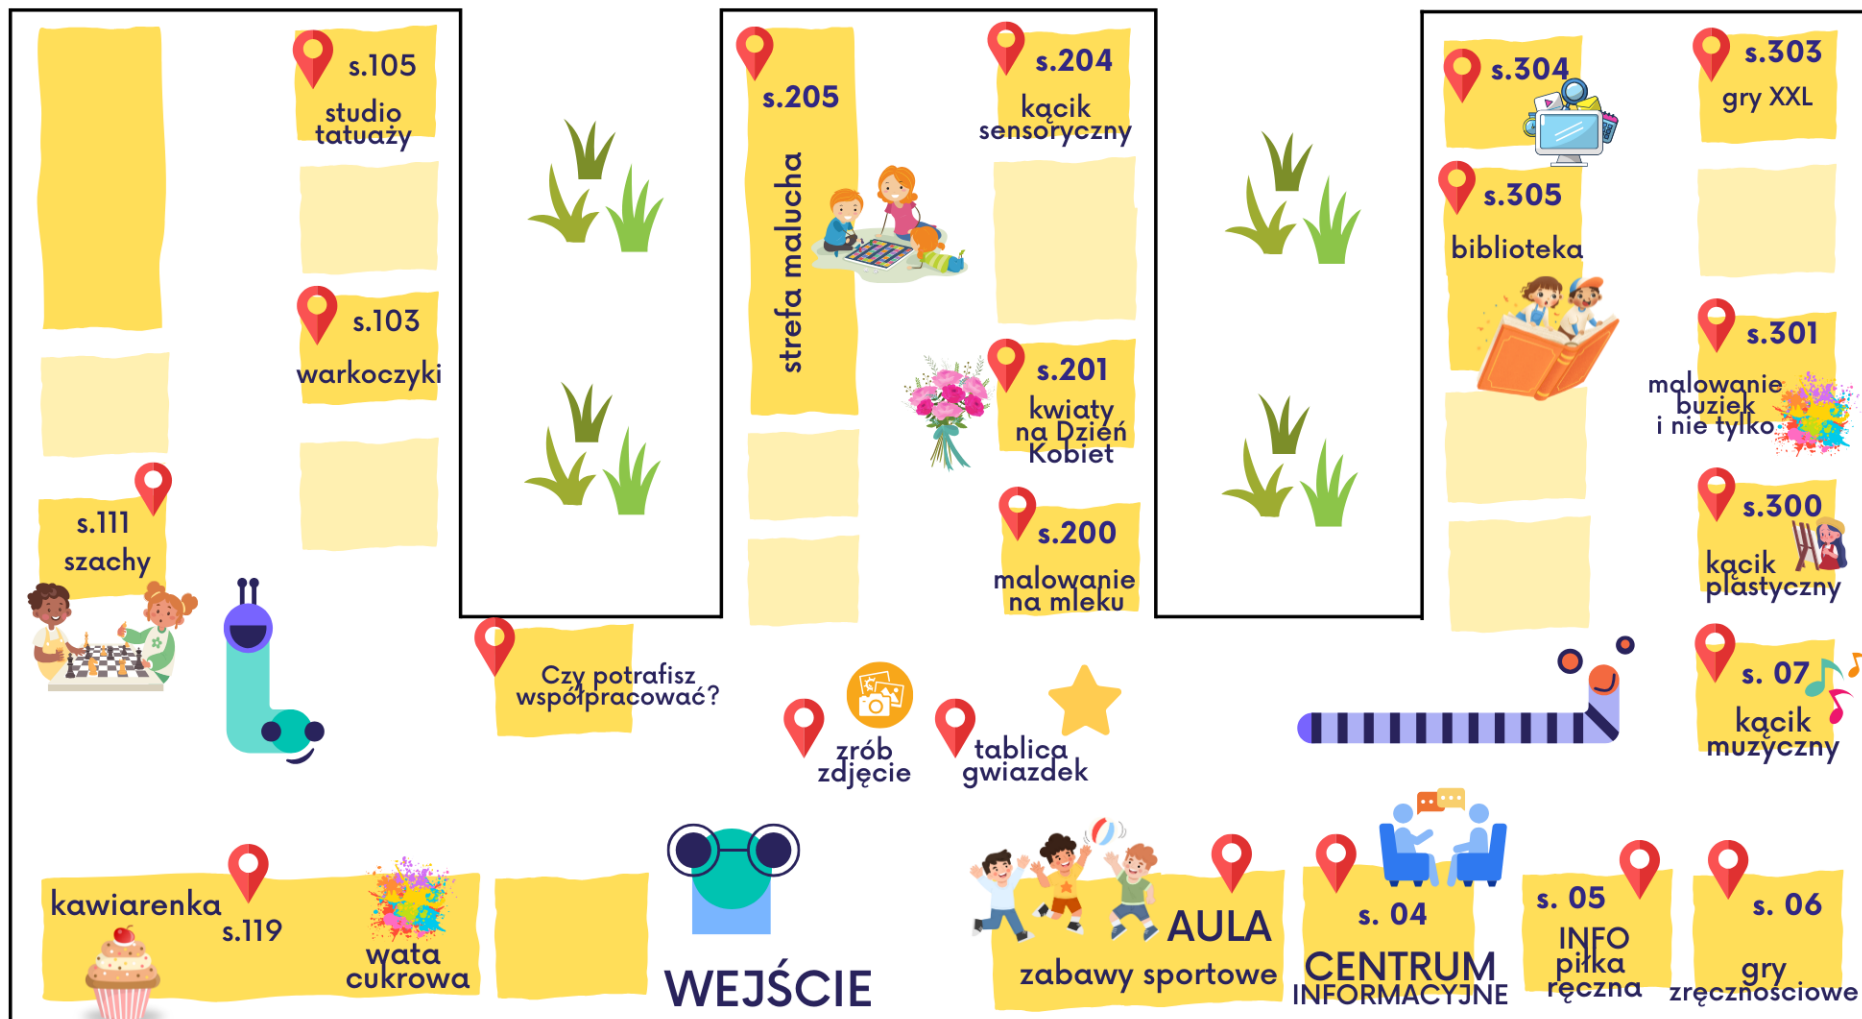 s.105
studio
tatuaży
s.103
warkoczyki
s.111
szachy
s.205
strefa malucha
s.204
kącik
sensoryczny
s.201
kwiaty
na Dzień
Kobiet
s.200
malowanie
na mleku
s.304
s.305
biblioteka
s.303
gry XXL
s.301
malowanie
buziek
i nie tylko
s.300
kącik
plastyczny
s. 07
kącik
muzyczny
Czy potrafisz
współpracować?
zrób
zdjęcie
tablica
gwiazdek
kawiarenka
s.119
wata
cukrowa
WEJŚCIE
AULA
zabawy sportowe
s. 04
CENTRUM
INFORMACYJNE
s. 05
INFO
piłka
ręczna
s. 06
gry
zręcznościowe